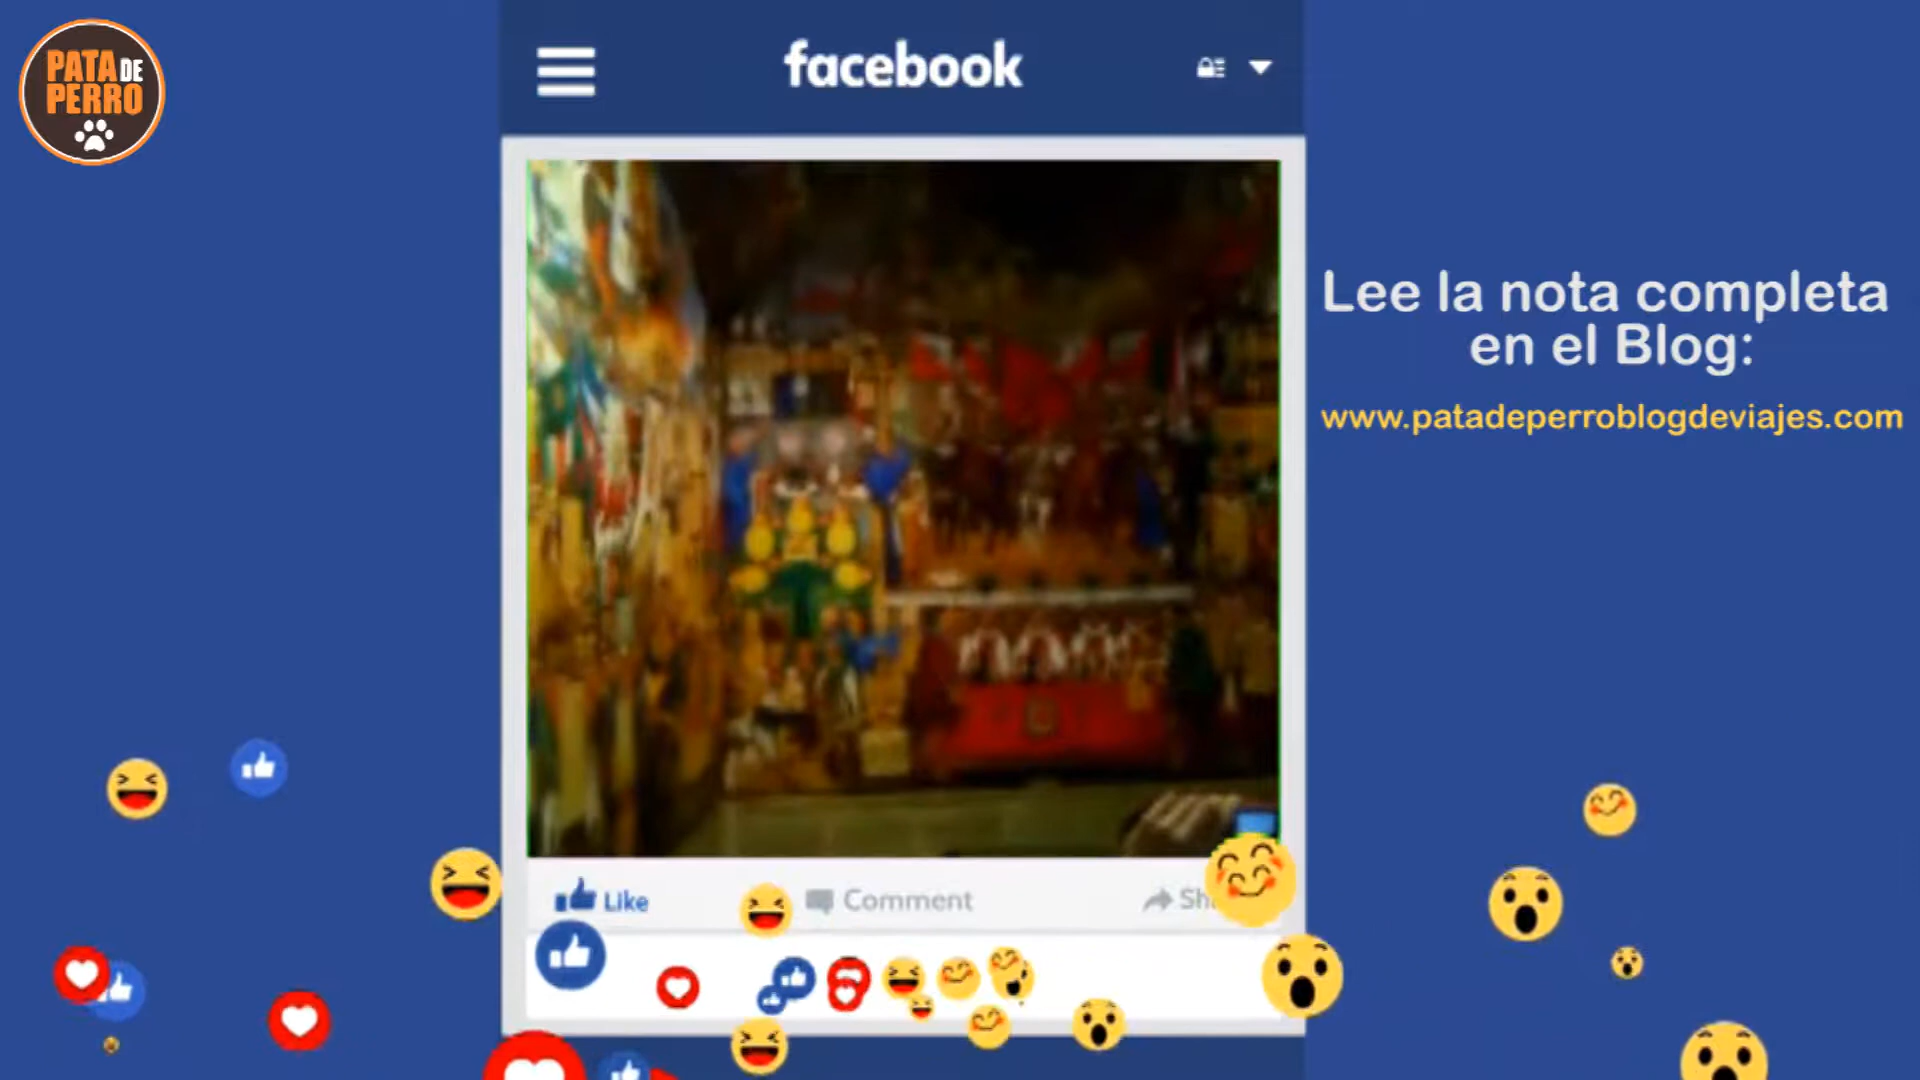 PATA DE
PERRO
facebook
Lee la nota completa
en el Blog:
www.patadeperroblogdeviajes.com
Like
Comment